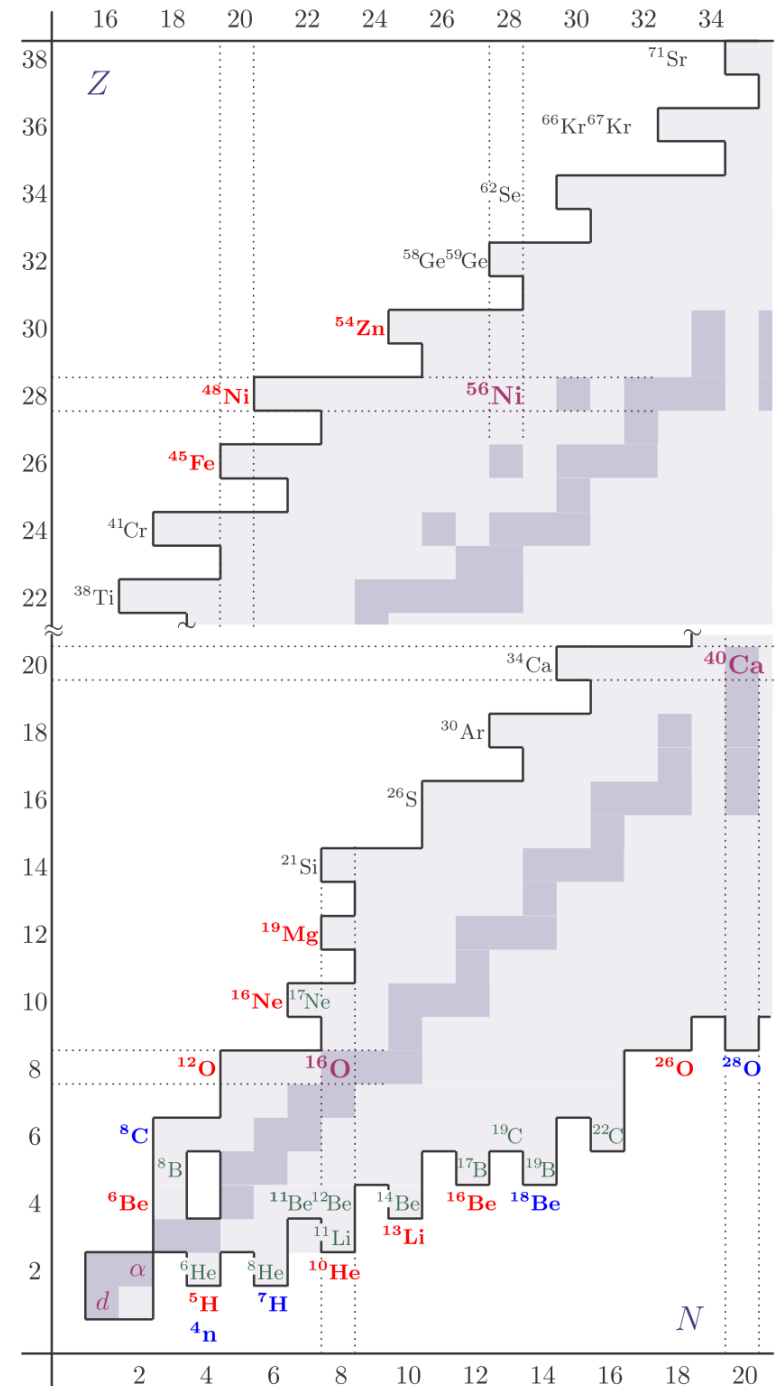 16 18 20 22 24 26 28 30 32 34
38 ⁷¹Sr
Z
36 ⁶⁶Kr⁶⁷Kr
34 ⁶²Se
32 ⁵⁸Ge⁵⁹Ge
30 ⁵⁴Zn
28 ⁴⁸Ni ⁵⁶Ni
26 ⁴⁵Fe
24 ⁴¹Cr
22 ³⁸Ti
20 ³⁴Ca ⁴⁰Ca
18 ³⁰Ar
16 ²⁶S
14 ²¹Si
12 ¹⁹Mg
10 ¹⁶Ne ¹⁷Ne
8 ¹²O ¹⁶O ²⁶O ²⁸O
6 ⁸C ¹⁹C ²²C
⁸B ¹⁷B ¹⁹B
4 ⁶Be ¹¹Be¹²Be ¹⁴Be ¹⁶Be ¹⁸Be
¹¹Li ¹³Li
2 α ⁶He ⁸He ¹⁰He
d ⁵H ⁷H
⁴n N
2 4 6 8 10 12 14 16 18 20